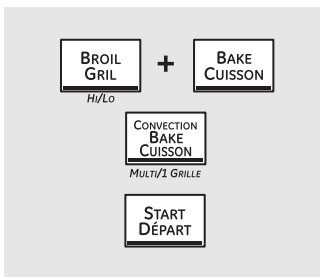 BROIL
GRIL
+
BAKE
CUISSON
HI/LO
CONVECTION
BAKE
CUISSON
MULTI/1 GRILLE
START
DÉPART